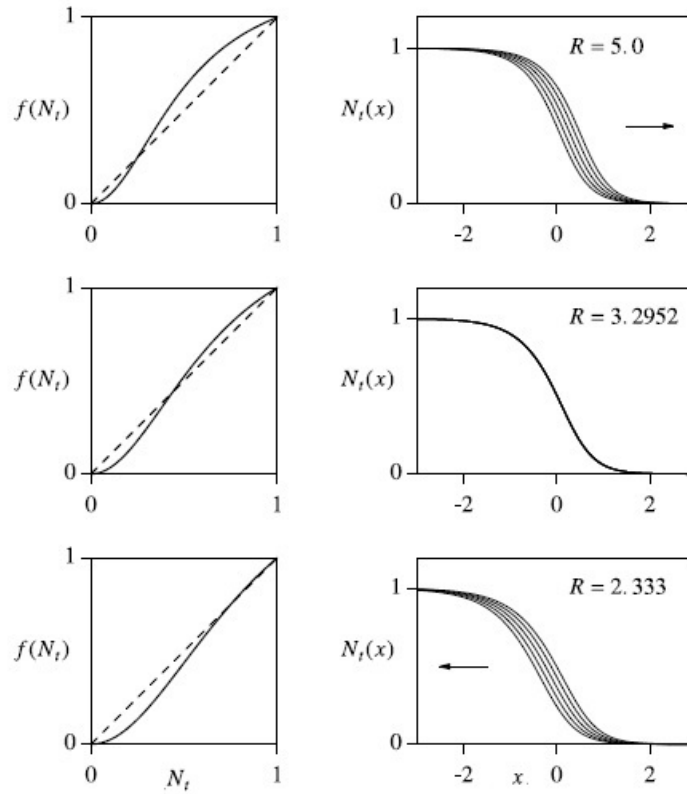 1
f(N_t)
0
0 1
1
N_t(x)
0
R = 5.0
-2 0 2
1
f(N_t)
0
0 1
1
N_t(x)
0
R = 3.2952
-2 0 2
1
f(N_t)
0
0 N_t 1
1
N_t(x)
0
R = 2.333
-2 x 0 2